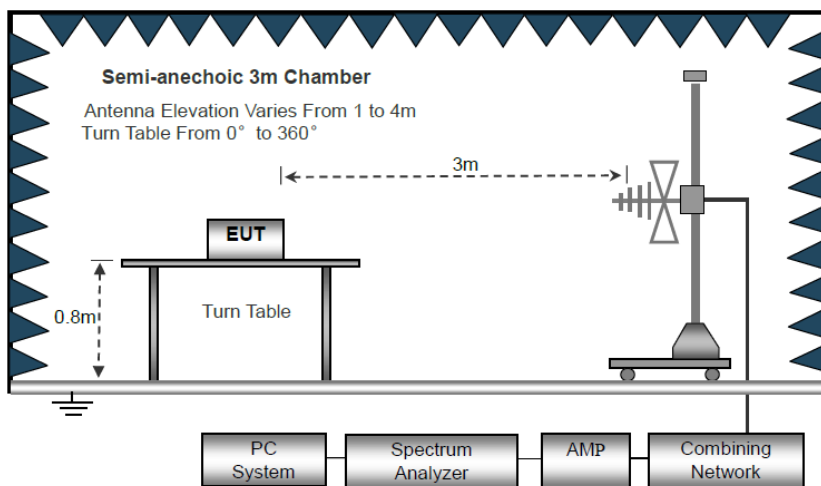 Semi-anechoic 3m Chamber
Antenna Elevation Varies From 1 to 4m
Turn Table From 0° to 360°
3m
EUT
0.8m
Turn Table
PC
System
Spectrum
Analyzer
AMP
Combining
Network